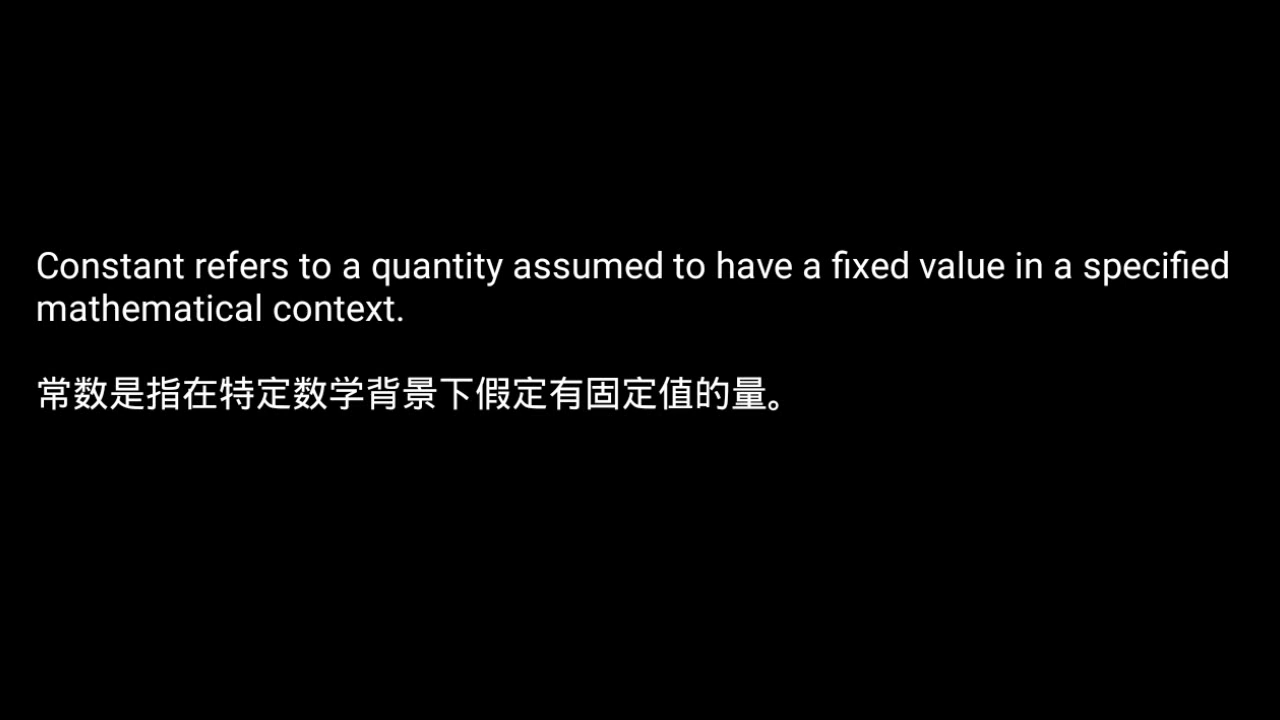 Constant refers to a quantity assumed to have a fixed value in a specified
mathematical context.
常数是指在特定数学背景下假定有固定值的量。